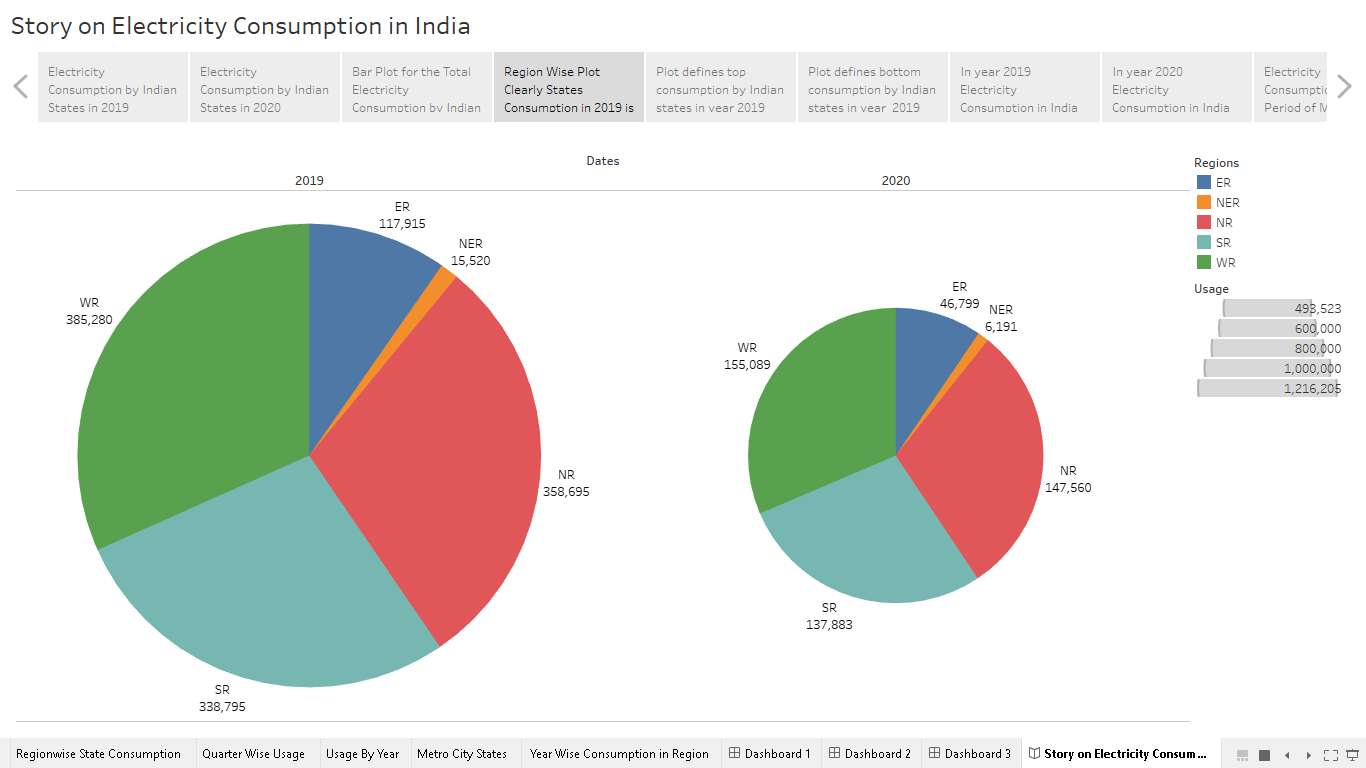 Story on Electricity Consumption in India
Electricity
Consumption by Indian
States in 2019
Electricity
Consumption by Indian
States in 2020
Bar Plot for the Total
Electricity
Consumption by Indian
Region Wise Plot
Clearly States
Consumption in 2019 is
Plot defines top
consumption by Indian
states in year 2019
Plot defines bottom
consumption by Indian
states in year 2019
In year 2019
Electricity
Consumption in India
In year 2020
Electricity
Consumption in India
Electricity
Period of
Dates
2019
2020
ER
117,915
NER
15,520
WR
385,280
NR
358,695
SR
338,795
ER
46,799
NER
6,191
WR
155,089
NR
147,560
SR
137,883
Regions
ER
NER
NR
SR
WR
Usage
493,523
600,000
800,000
1,000,000
1,216,205
Regionwise State Consumption
Quarter Wise Usage
Usage By Year
Metro City States
Year Wise Consumption in Region
Dashboard 1
Dashboard 2
Dashboard 3
Story on Electricity Consum...